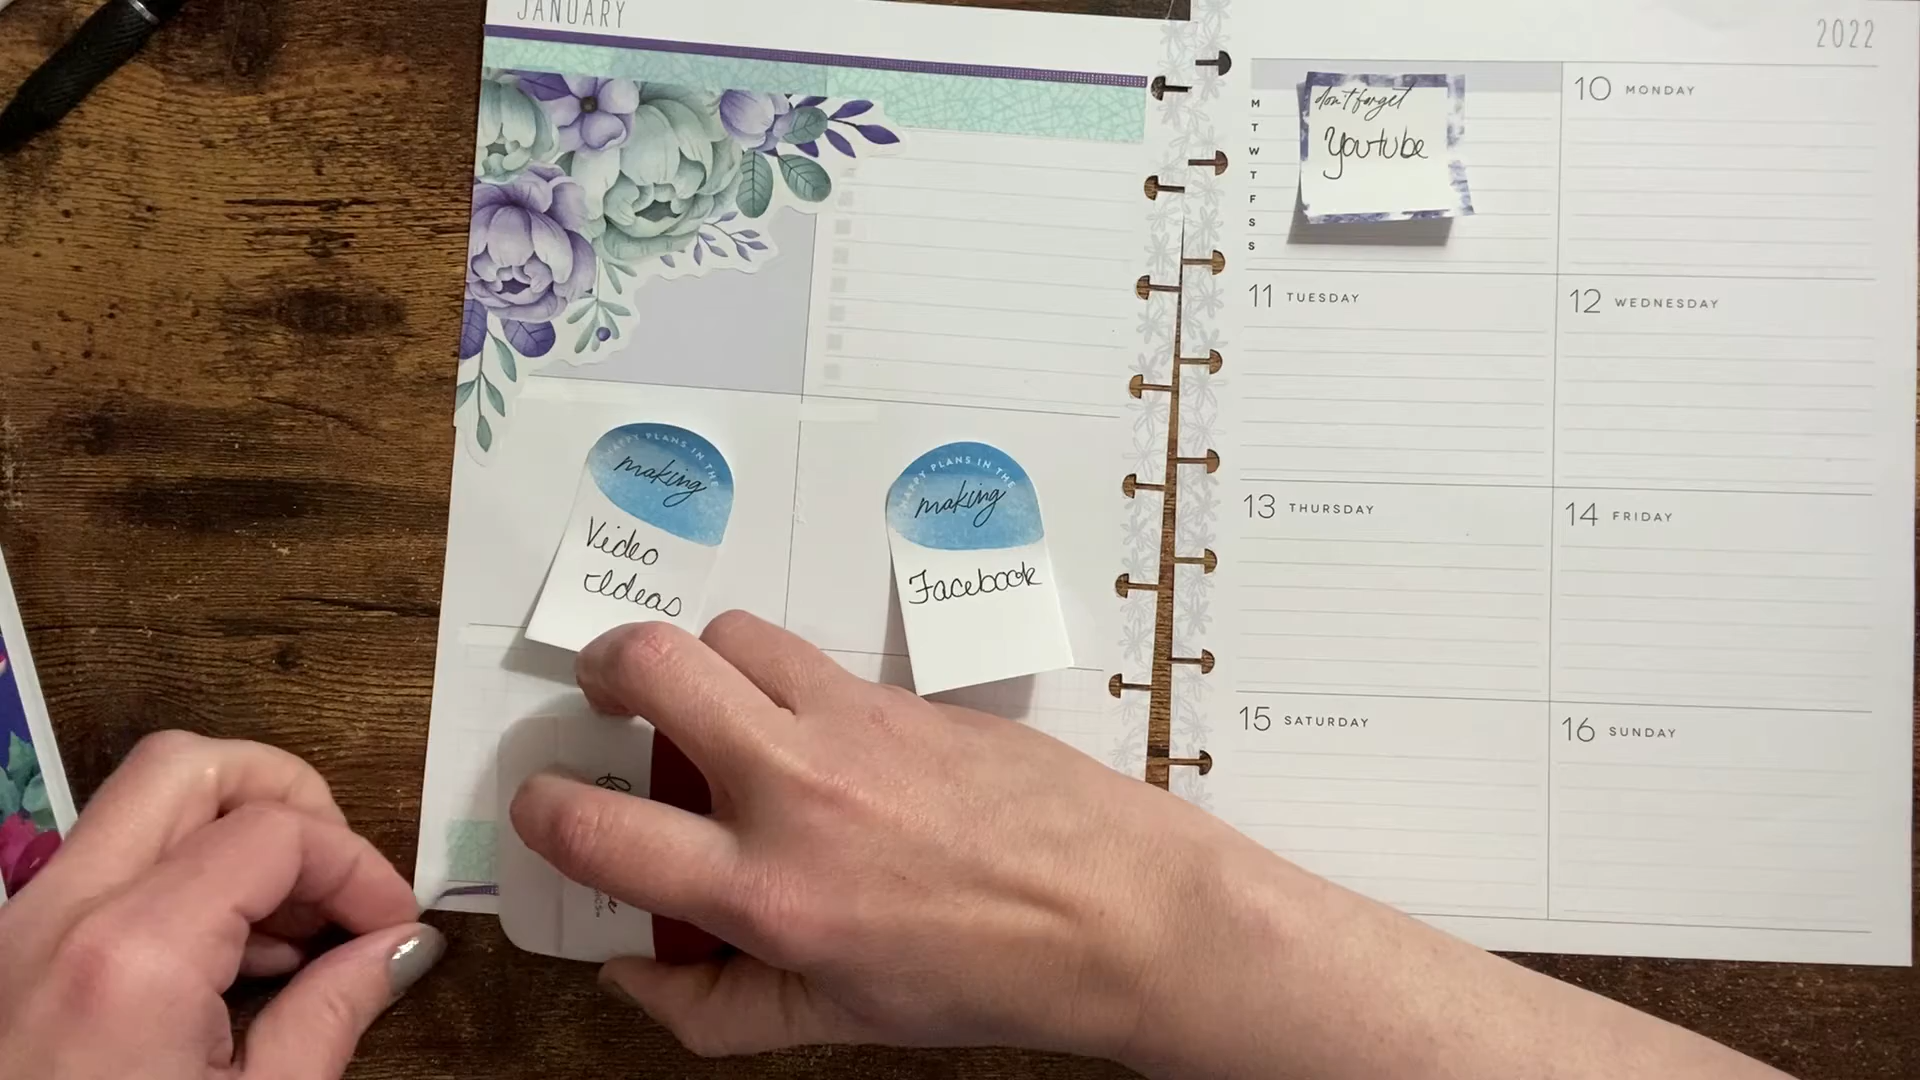 JANUARY
2022
don't forget
Youtube
M
T
W
T
F
S
S
10 MONDAY
11 TUESDAY
12 WEDNESDAY
HAPPY PLANS IN THE
making
Video
Ideas
HAPPY PLANS IN THE
making
Facebook
13 THURSDAY
14 FRIDAY
15 SATURDAY
16 SUNDAY